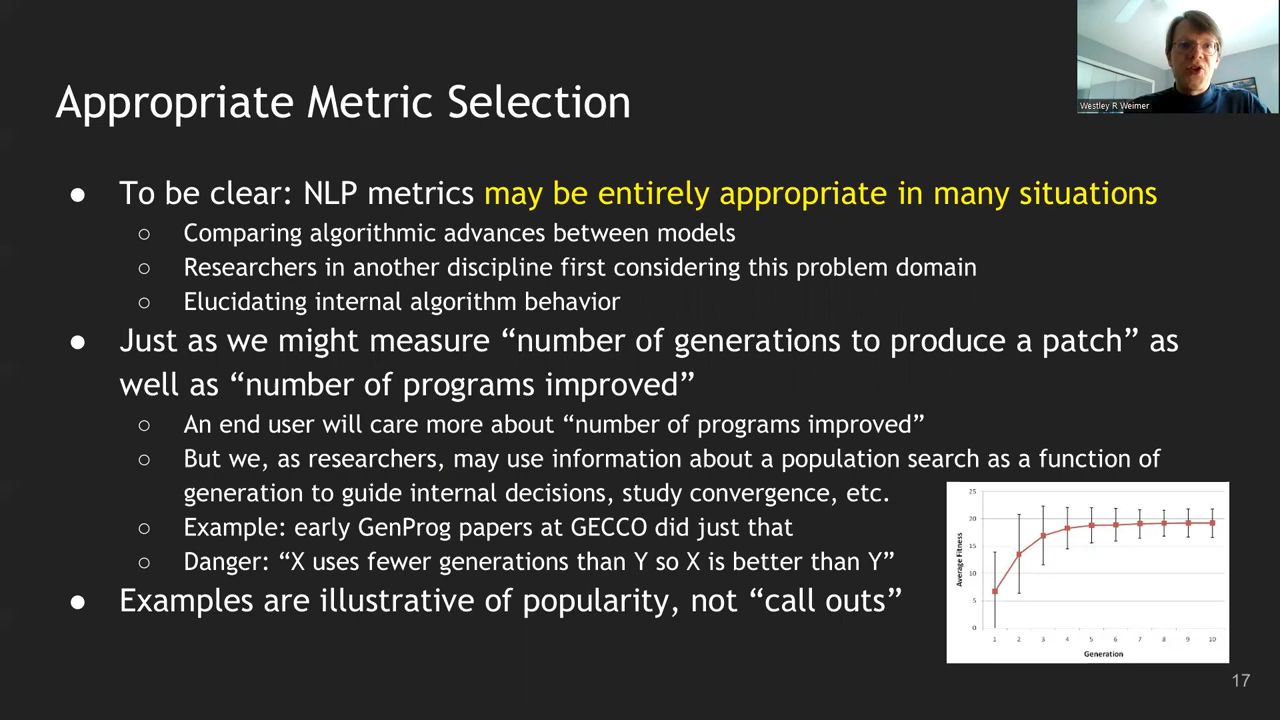 Westley R Weimer
Appropriate Metric Selection
● To be clear: NLP metrics may be entirely appropriate in many situations
○ Comparing algorithmic advances between models
○ Researchers in another discipline first considering this problem domain
○ Elucidating internal algorithm behavior
● Just as we might measure “number of generations to produce a patch” as
well as “number of programs improved”
○ An end user will care more about “number of programs improved”
○ But we, as researchers, may use information about a population search as a function of
generation to guide internal decisions, study convergence, etc.
○ Example: early GenProg papers at GECCO did just that
○ Danger: “X uses fewer generations than Y so X is better than Y”
● Examples are illustrative of popularity, not “call outs”
25
20
15
10
5
0
Average Fitness
1 2 3 4 5 6 7 8 9 10
Generation
17